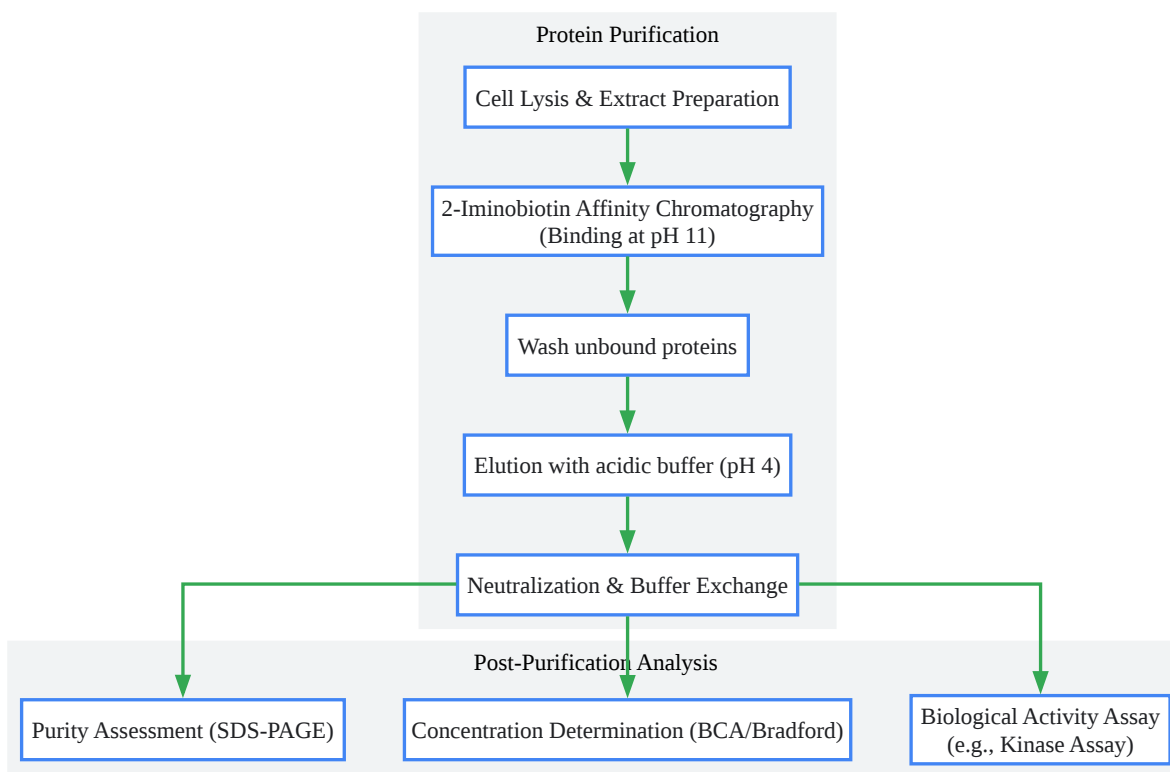 Protein Purification
Cell Lysis & Extract Preparation
2-Iminobiotin Affinity Chromatography
(Binding at pH 11)
Wash unbound proteins
Elution with acidic buffer (pH 4)
Neutralization & Buffer Exchange
Post-Purification Analysis
Purity Assessment (SDS-PAGE)
Concentration Determination (BCA/Bradford)
Biological Activity Assay
(e.g., Kinase Assay)